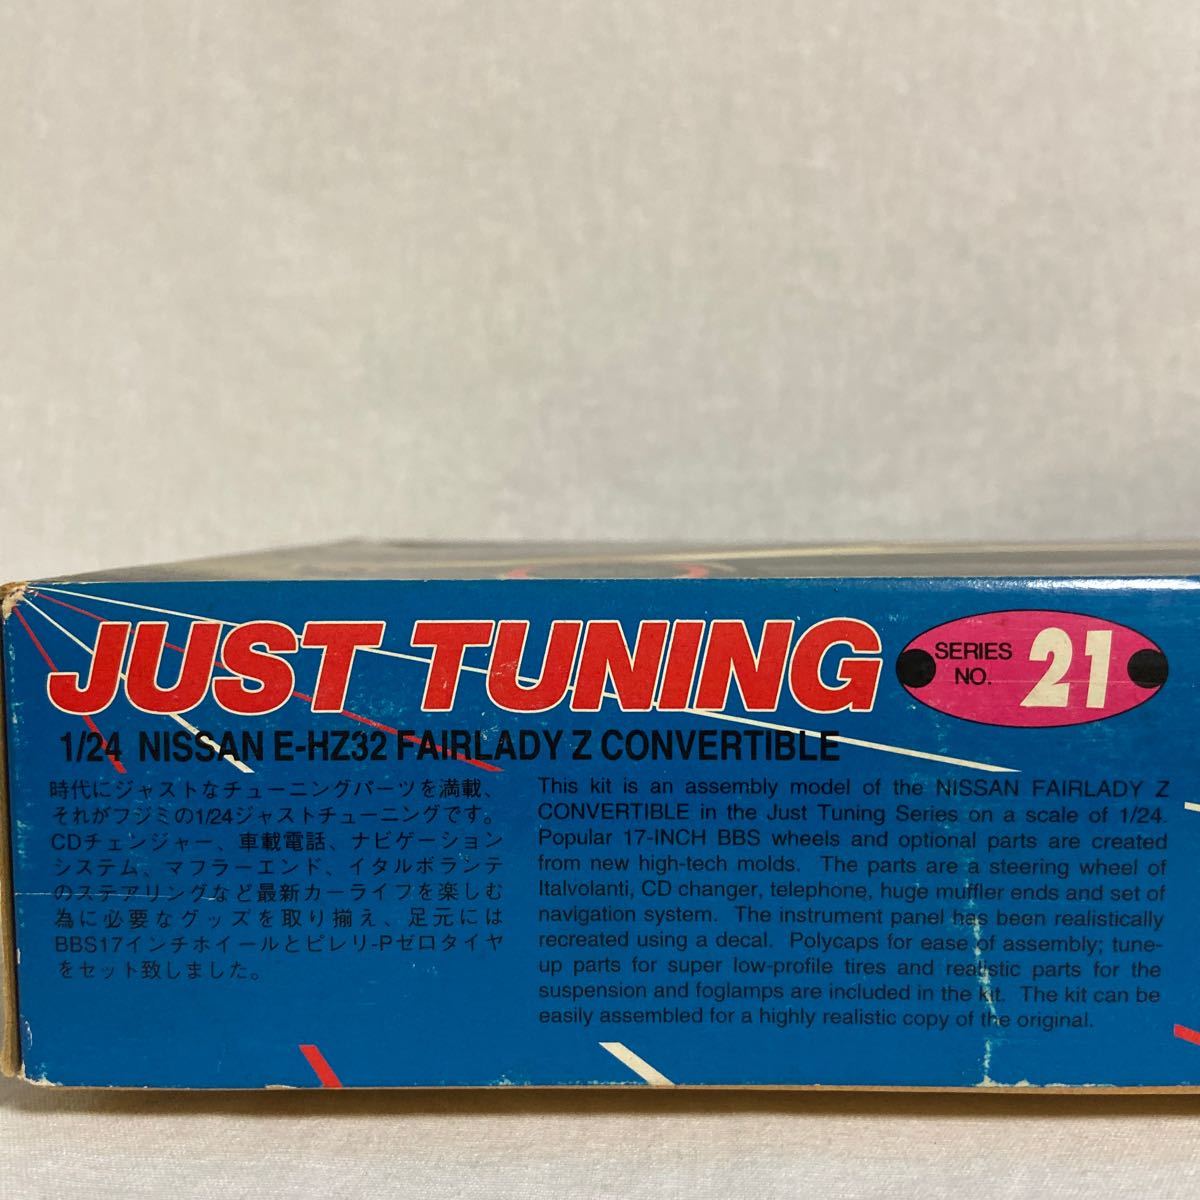 JUST TUNING
SERIES NO. 21
1/24 NISSAN E-HZ32 FAIRLADY Z CONVERTIBLE
時代にジャストなチューニングパーツを満載、
それがフジミの1/24ジャストチューニングです。
CDチェンジャー、車載電話、ナビゲーション
システム、マフラーエンド、イタルボランテ
のステアリングなど最新カーライフを楽しむ
為に必要なグッズを取り揃え、足元には
BBS17インチホイールとピレリ-Pゼロタイヤ
をセット致しました。
This kit is an assembly model of the NISSAN FAIRLADY Z
CONVERTIBLE in the Just Tuning Series on a scale of 1/24.
Popular 17-INCH BBS wheels and optional parts are created
from new high-tech molds. The parts are a steering wheel of
Italvolanti, CD changer, telephone, huge muffler ends and set of
navigation system. The instrument panel has been realistically
recreated using a decal. Polycaps for ease of assembly; tune-
up parts for super low-profile tires and realistic parts for the
suspension and foglamps are included in the kit. The kit can be
easily assembled for a highly realistic copy of the original.